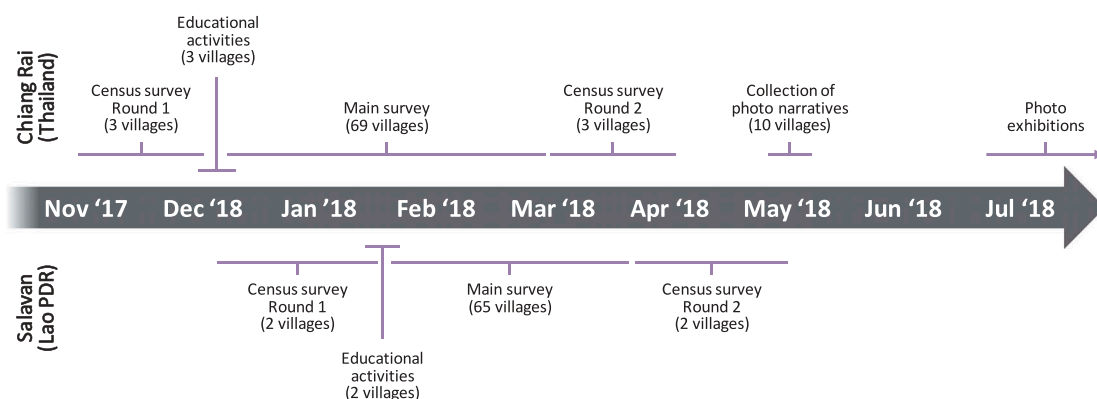 Chiang Rai
(Thailand)
Educational
activities
(3 villages)
Census survey
Round 1
(3 villages)
Main survey
(69 villages)
Census survey
Round 2
(3 villages)
Collection of
photo narratives
(10 villages)
Photo
exhibitions
Nov ‘17 Dec ‘18 Jan ‘18 Feb ‘18 Mar ‘18 Apr ‘18 May ‘18 Jun ‘18 Jul ‘18
Salavan
(Lao PDR)
Census survey
Round 1
(2 villages)
Educational
activities
(2 villages)
Main survey
(65 villages)
Census survey
Round 2
(2 villages)